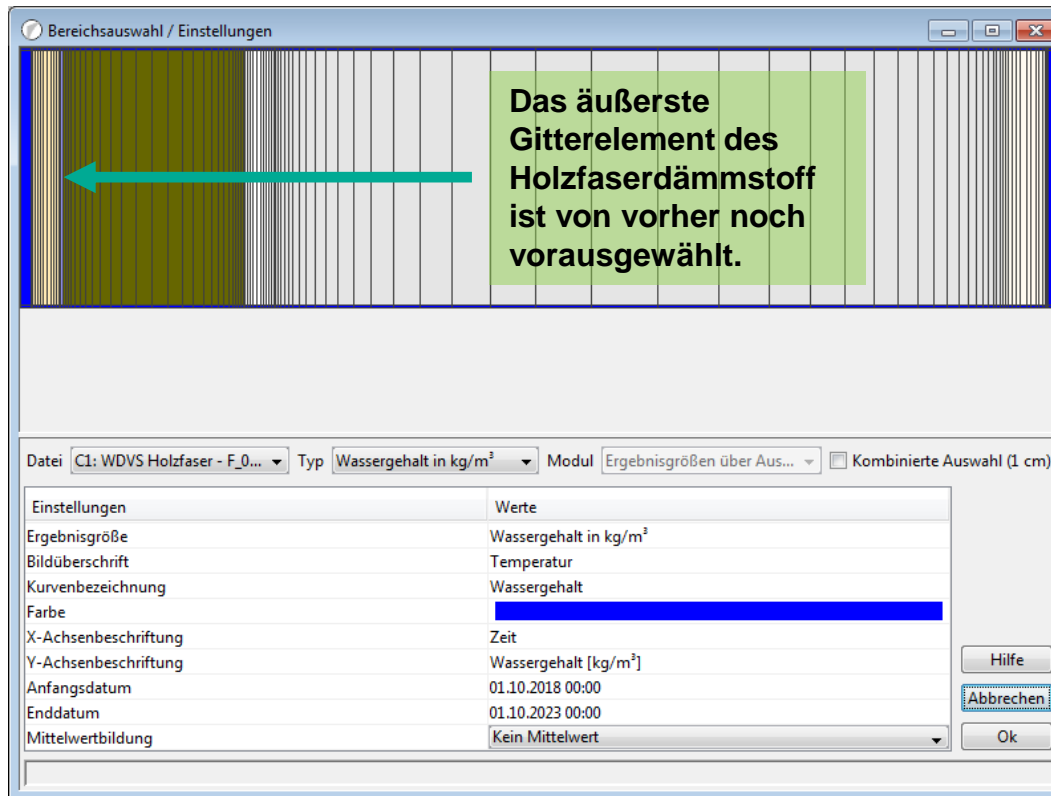 Bereichsauswahl / Einstellungen
Das äußerste
Gitterelement des
Holzfaserdämmstoff
ist von vorher noch
vorausgewählt.
Datei C1: WDVS Holzfaser - F_0... Typ Wassergehalt in kg/m³ Modul Ergebnisgrößen über Aus... Kombinierte Auswahl (1 cm)
Einstellungen Werte
Ergebnisgröße Wassergehalt in kg/m³
Bildüberschrift Temperatur
Kurvenbezeichnung Wassergehalt
Farbe
X-Achsenbeschriftung Zeit
Y-Achsenbeschriftung Wassergehalt [kg/m³]
Anfangsdatum 01.10.2018 00:00
Enddatum 01.10.2023 00:00
Mittelwertbildung Kein Mittelwert
Hilfe
Abbrechen
Ok